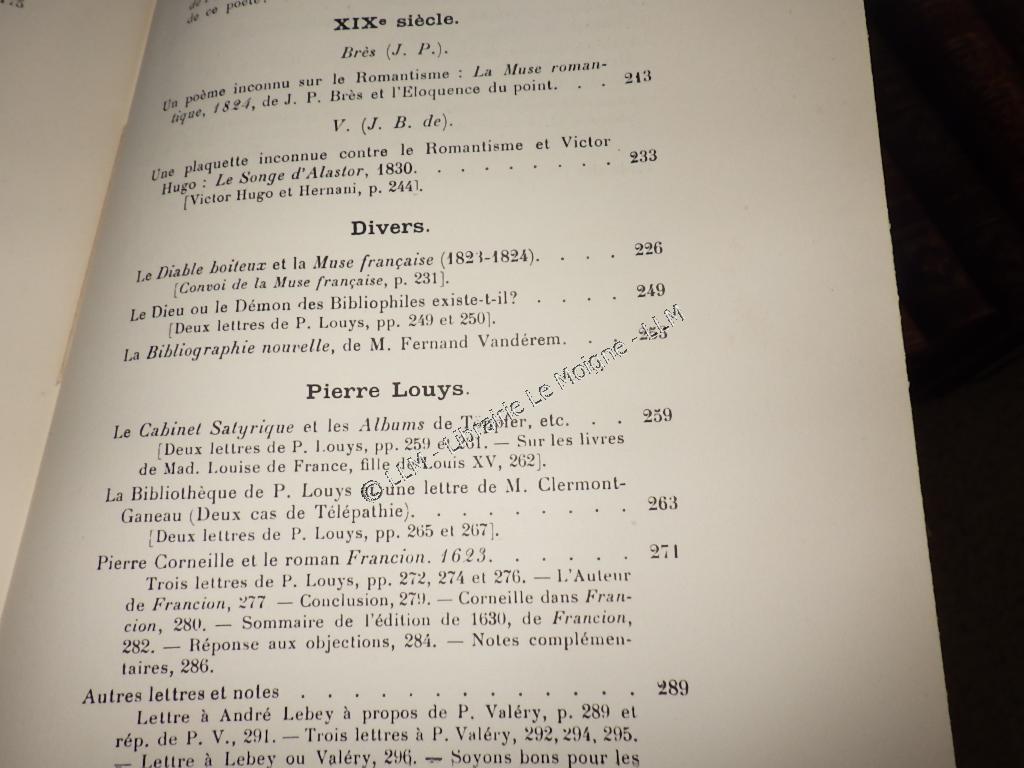 de ce poète.
XIXe siècle.
Brès (J. P.).
Un poème inconnu sur le Romantisme : La Muse roman-
tique, 1824, de J. P. Brès et l'Eloquence du point. . . 213
V. (J. B. de).
Une plaquette inconnue contre le Romantisme et Victor
Hugo : Le Songe d'Alastor, 1830. . . . . . . . 233
[Victor Hugo et Hernani, p. 244].
Divers.
Le Diable boiteux et la Muse française (1823-1824). . . . 226
[Convoi de la Muse française, p. 231].
Le Dieu ou le Démon des Bibliophiles existe-t-il? . . . . 249
[Deux lettres de P. Louys, pp. 249 et 250].
La Bibliographie nouvelle, de M. Fernand Vandérem. . .
Pierre Louys.
Le Cabinet Satyrique et les Albums de Templier, etc. . . 259
[Deux lettres de P. Louys, pp. 259 et 261. — Sur les livres
de Mad. Louise de France, fille de Louis XV, 262].
La Bibliothèque de P. Louys (une lettre de M. Clermont-
Ganeau (Deux cas de Télépathie). . . . . . . . 263
[Deux lettres de P. Louys, pp. 265 et 267].
Pierre Corneille et le roman Francion. 1623. . . . . . 271
Trois lettres de P. Louys, pp. 272, 274 et 276. — L'Auteur
de Francion, 277 — Conclusion, 279. — Corneille dans Fran-
cion, 280. — Sommaire de l'édition de 1630, de Francion,
282. — Réponse aux objections, 284. — Notes complémen-
taires, 286.
Autres lettres et notes . . . . . . . . . . . . . 289
Lettre à André Lebey à propos de P. Valéry, p. 289 et
rép. de P. V., 291. — Trois lettres à P. Valéry, 292, 294, 295.
— Lettre à Lebey ou Valéry, 296. — Soyons bons pour les
© LLM - Librairie Le Moigne - LLM